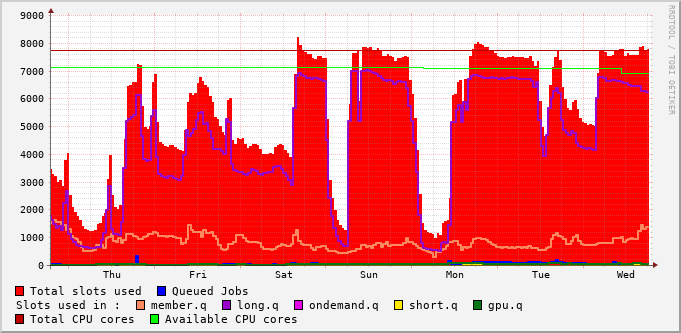 RRDTOOL / TOBI OETIKER
9000
8000
7000
6000
5000
4000
3000
2000
1000
0
Thu Fri Sat Sun Mon Tue Wed
Total slots used Queued Jobs
Slots used in : member.q long.q ondemand.q short.q gpu.q
Total CPU cores Available CPU cores